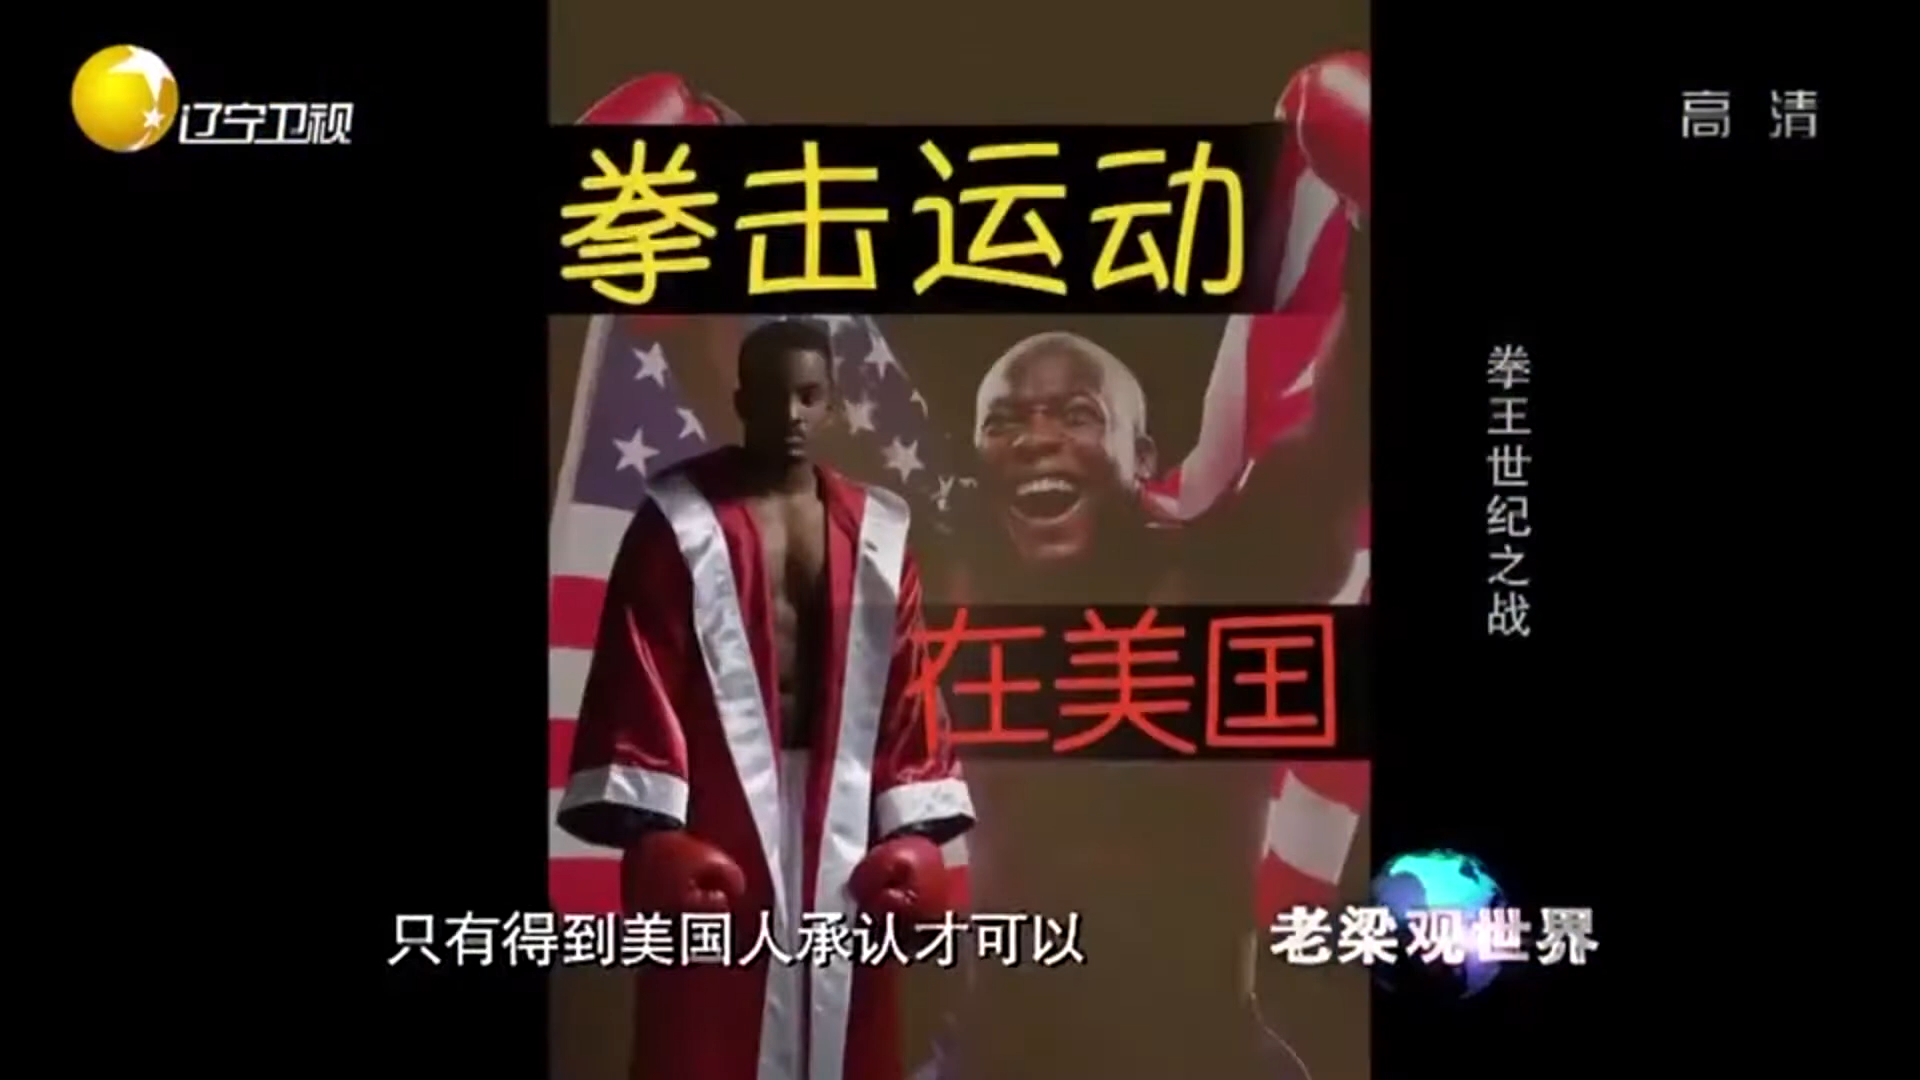 辽宁卫视
高清
拳击运动
拳王世纪之战
在美国
只有得到美国人承认才可以
老梁观世界